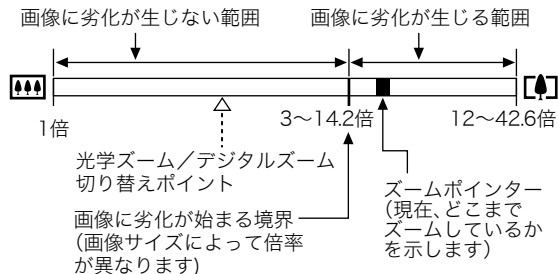 画像に劣化が生じない範囲
画像に劣化が生じる範囲
1倍
3～14.2倍
12～42.6倍
光学ズーム／デジタルズーム
切り替えポイント
画像に劣化が始まる境界
(画像サイズによって倍率
が異なります)
ズームポインター
(現在、どこまで
ズームしているか
を示します)